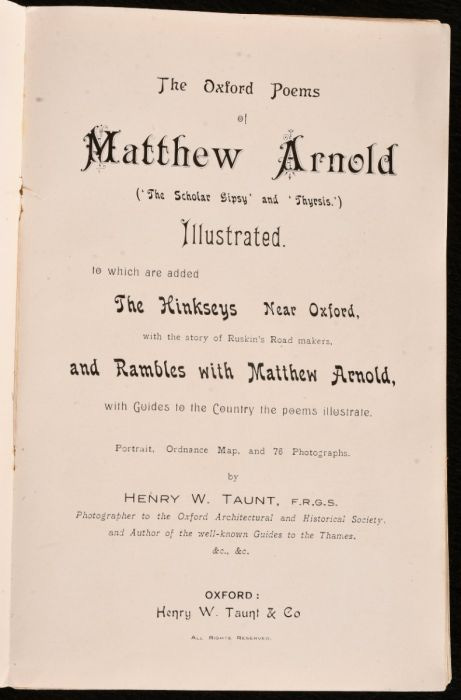 The Oxford Poems
of
Matthew Arnold
('The Scholar Gipsy' and 'Thyrsis.')
Illustrated.
to which are added
The Hinkseys Near Oxford,
with the story of Ruskin's Road makers,
and Rambles with Matthew Arnold,
with Guides to the Country the poems illustrate.
Portrait, Ordnance Map, and 76 Photographs.
by
HENRY W. TAUNT, F.R.G.S.
Photographer to the Oxford Architectural and Historical Society,
and Author of the well-known Guides to the Thames,
&c., &c.
OXFORD:
Henry W. Taunt & Co
ALL RIGHTS RESERVED.